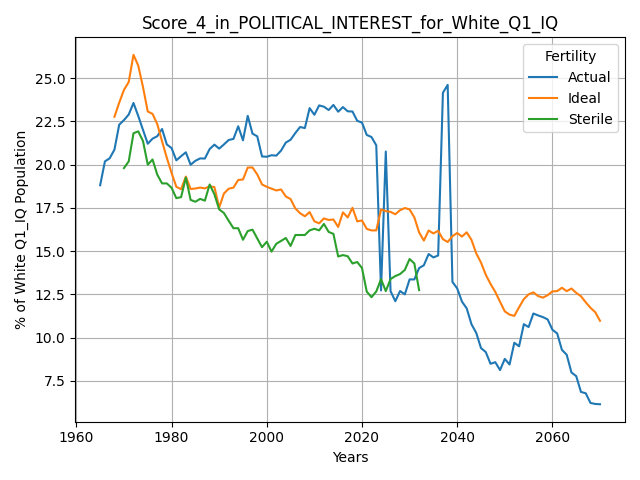 Score_4_in_POLITICAL_INTEREST_for_White_Q1_IQ
Fertility
Actual
Ideal
Sterile
% of White Q1_IQ Population
25.0
22.5
20.0
17.5
15.0
12.5
10.0
7.5
1960
1980
2000
2020
2040
2060
Years